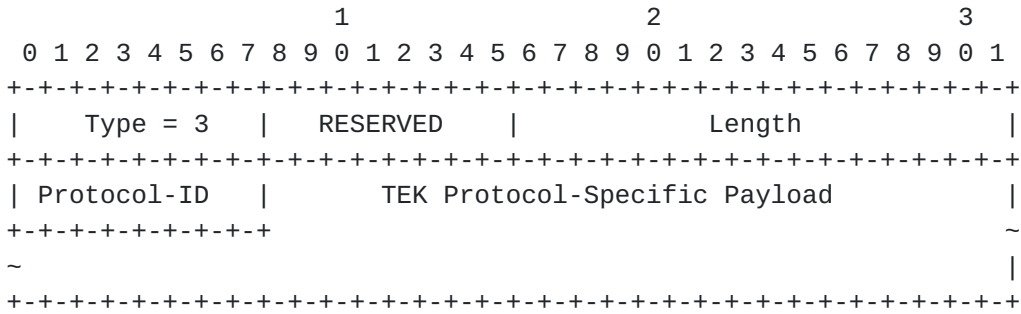 1                   2                   3
 0 1 2 3 4 5 6 7 8 9 0 1 2 3 4 5 6 7 8 9 0 1 2 3 4 5 6 7 8 9 0 1
+-+-+-+-+-+-+-+-+-+-+-+-+-+-+-+-+-+-+-+-+-+-+-+-+-+-+-+-+-+-+-+-+
|    Type = 3   |   RESERVED    |            Length             |
+-+-+-+-+-+-+-+-+-+-+-+-+-+-+-+-+-+-+-+-+-+-+-+-+-+-+-+-+-+-+-+-+
| Protocol-ID   |       TEK Protocol-Specific Payload           |
+-+-+-+-+-+-+-+-+                                               ~
~                                                               |
+-+-+-+-+-+-+-+-+-+-+-+-+-+-+-+-+-+-+-+-+-+-+-+-+-+-+-+-+-+-+-+-+